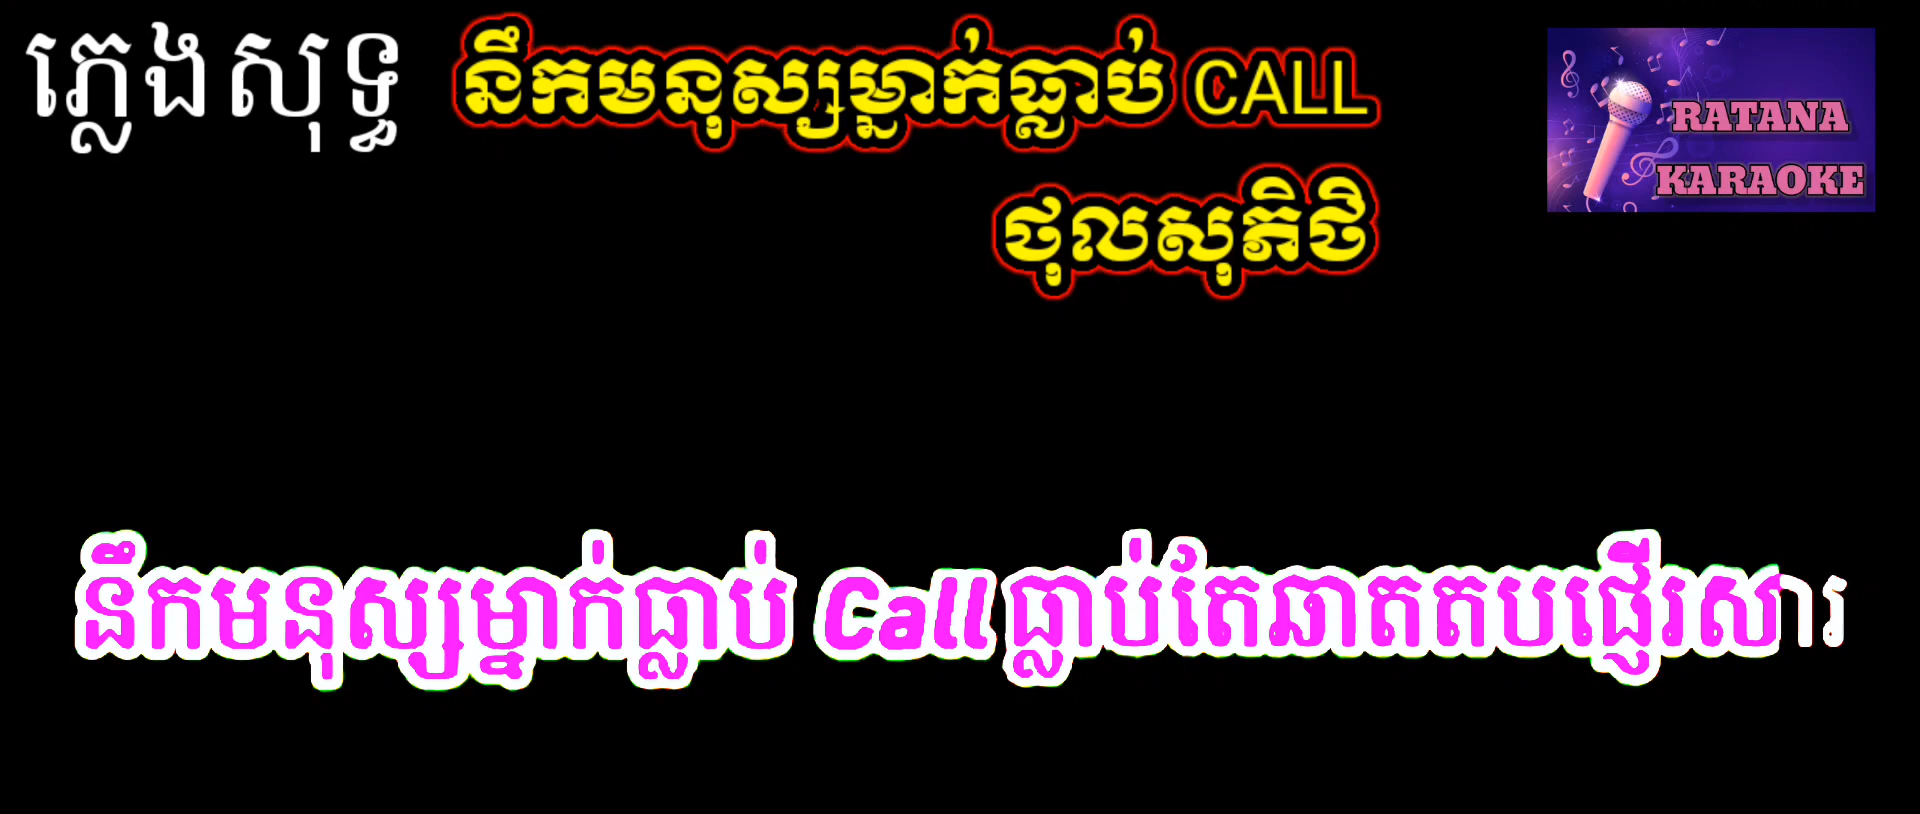 ភ្លេងសុទ្ធ នឹកមនុស្សម្នាក់ធ្លាប់ CALL
ថុលសុភិថិ
RATANA
KARAOKE
នឹកមនុស្សម្នាក់ធ្លាប់ Call ធ្លាប់តែឆាតតបផ្ញើរសារ